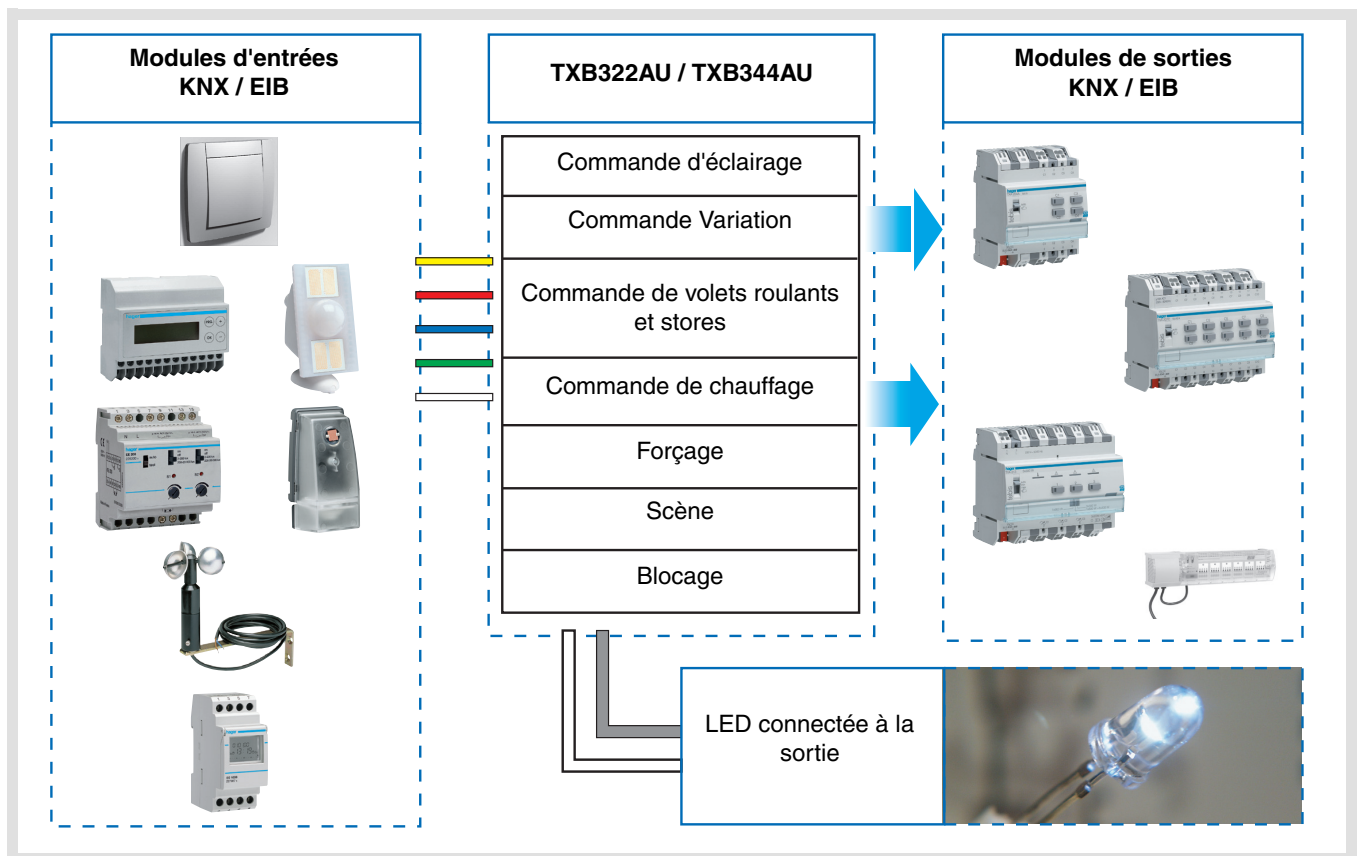 Modules d'entrées
KNX / EIB
TXB322AU / TXB344AU
Modules de sorties
KNX / EIB
Commande d'éclairage
Commande Variation
Commande de volets roulants
et stores
Commande de chauffage
Forçage
Scène
Blocage
LED connectée à la
sortie